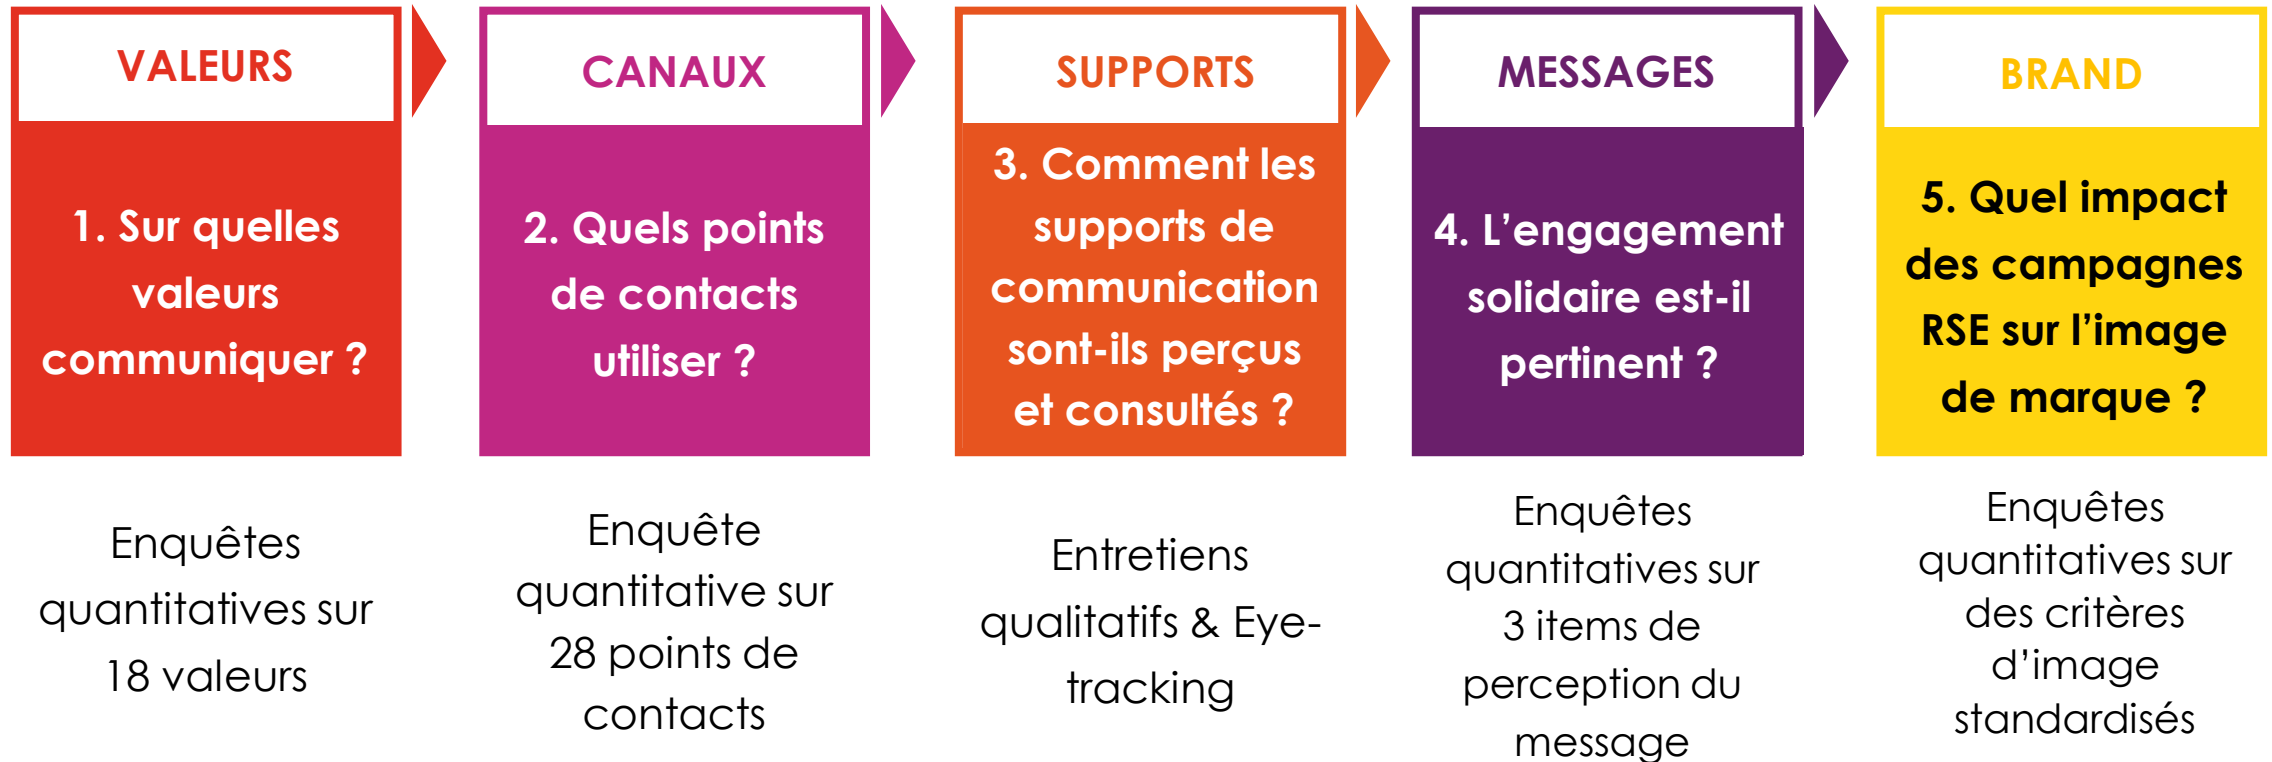 VALEURS
1. Sur quelles
valeurs
communiquer ?
Enquêtes
quantitatives sur
18 valeurs
CANAUX
2. Quels points
de contacts
utiliser ?
Enquête
quantitative sur
28 points de
contacts
SUPPORTS
3. Comment les
supports de
communication
sont-ils perçus
et consultés ?
Entretiens
qualitatifs & Eye-
tracking
MESSAGES
4. L’engagement
solidaire est-il
pertinent ?
Enquêtes
quantitatives sur
3 items de
perception du
message
BRAND
5. Quel impact
des campagnes
RSE sur l’image
de marque ?
Enquêtes
quantitatives sur
des critères
d’image
standardisés